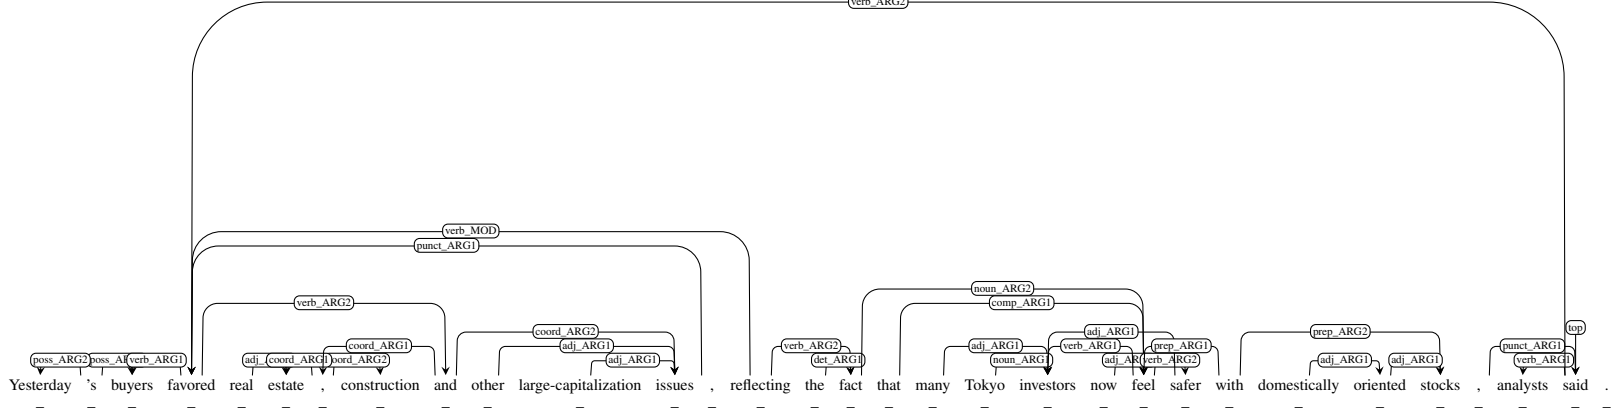 verb_ARG2
verb_MOD
punct_ARG1
noun_ARG2
verb_ARG2 comp_ARG1
top
coord_ARG2 adj_ARG1 prep_ARG2
coord_ARG1 adj_ARG1 verb_ARG2 adj_ARG1 verb_ARG1 prep_ARG1 punct_ARG1
poss_ARG2 verb_ARG1 coord_ARG1 adj_ARG1 det_ARG1 noun_ARG1 verb_ARG2 adj_ARG1 adj_ARG1 verb_ARG1
Yesterday 's buyers favored real estate , construction and other large-capitalization issues , reflecting the fact that many Tokyo investors now feel safer with domestically oriented stocks , analysts said .